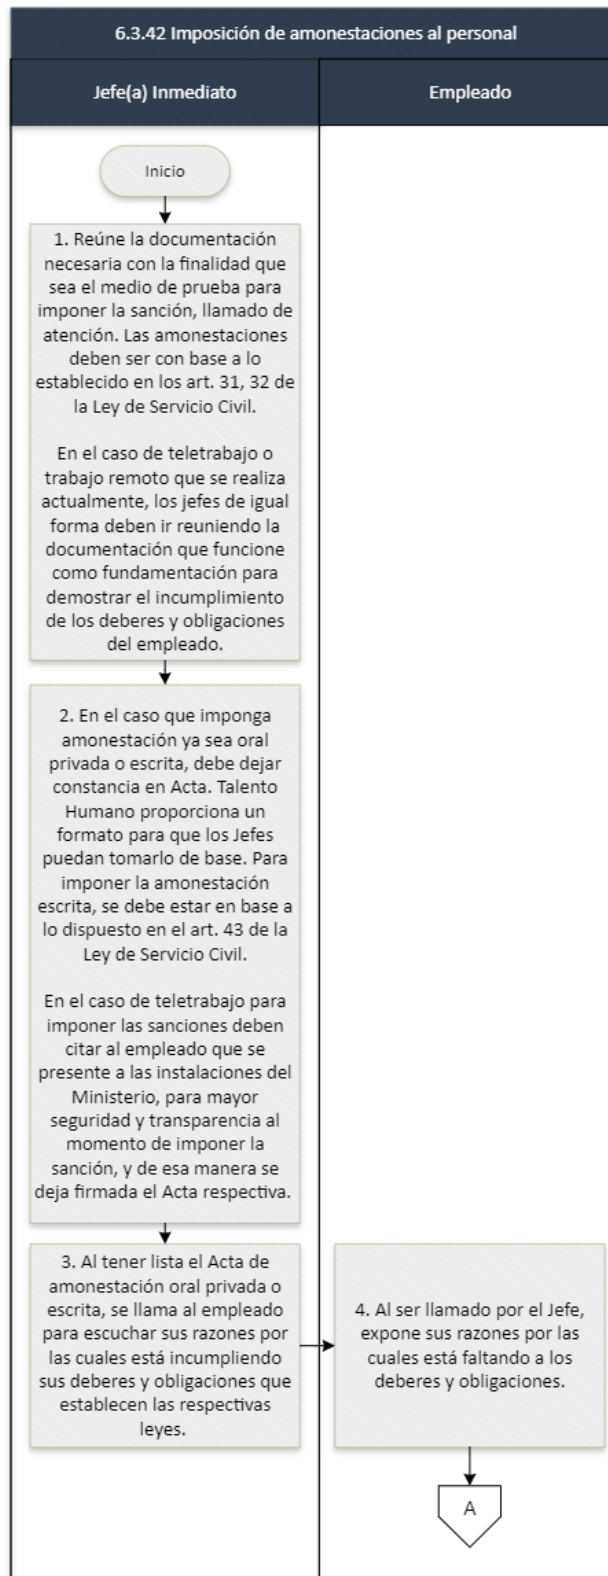 6.3.42 Imposición de amonestaciones al personal
Jefe(a) Inmediato
Empleado
Inicio
1. Reúne la documentación
necesaria con la finalidad que
sea el medio de prueba para
imponer la sanción, llamado de
atención. Las amonestaciones
deben ser con base a lo
establecido en los art. 31, 32 de
la Ley de Servicio Civil.
En el caso de teletrabajo o
trabajo remoto que se realiza
actualmente, los jefes de igual
forma deben ir reuniendo la
documentación que funcione
como fundamentación para
demostrar el incumplimiento
de los deberes y obligaciones
del empleado.
2. En el caso que imponga
amonestación ya sea oral
privada o escrita, debe dejar
constancia en Acta. Talento
Humano proporciona un
formato para que los Jefes
puedan tomarlo de base. Para
imponer la amonestación
escrita, se debe estar en base a
lo dispuesto en el art. 43 de la
Ley de Servicio Civil.
En el caso de teletrabajo para
imponer las sanciones deben
citar al empleado que se
presente a las instalaciones del
Ministerio, para mayor
seguridad y transparencia al
momento de imponer la
sanción, y de esa manera se
deja firmada el Acta respectiva.
3. Al tener lista el Acta de
amonestación oral privada o
escrita, se llama al empleado
para escuchar sus razones por
las cuales está incumpliendo
sus deberes y obligaciones que
establecen las respectivas
leyes.
4. Al ser llamado por el Jefe,
expone sus razones por las
cuales está faltando a los
deberes y obligaciones.
A